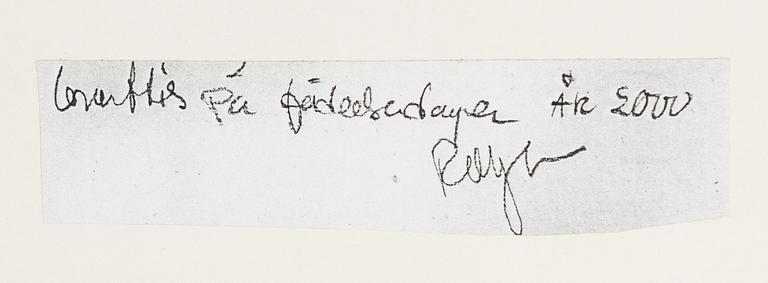 Grattis På födelsedagen År 2000